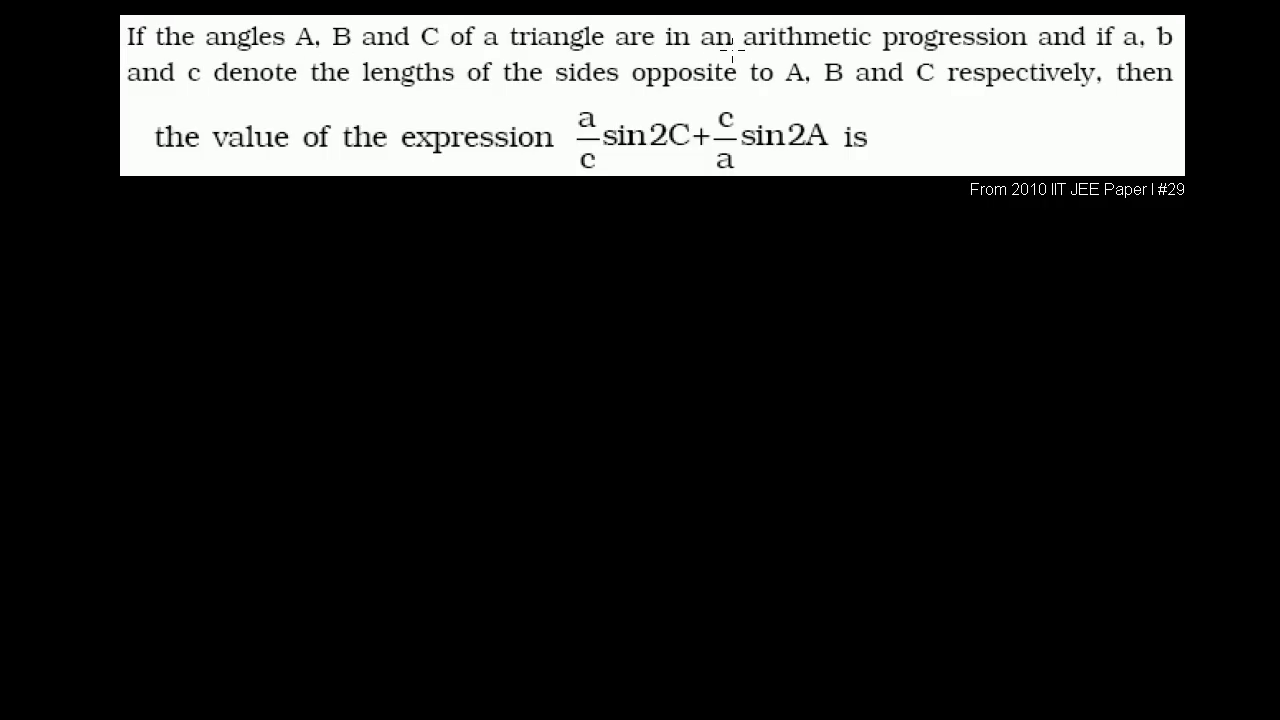 If the angles A, B and C of a triangle are in an arithmetic progression and if a, b
and c denote the lengths of the sides opposite to A, B and C respectively, then
the value of the expression a/c sin2C+c/a sin2A is
From 2010 IIT JEE Paper I #29